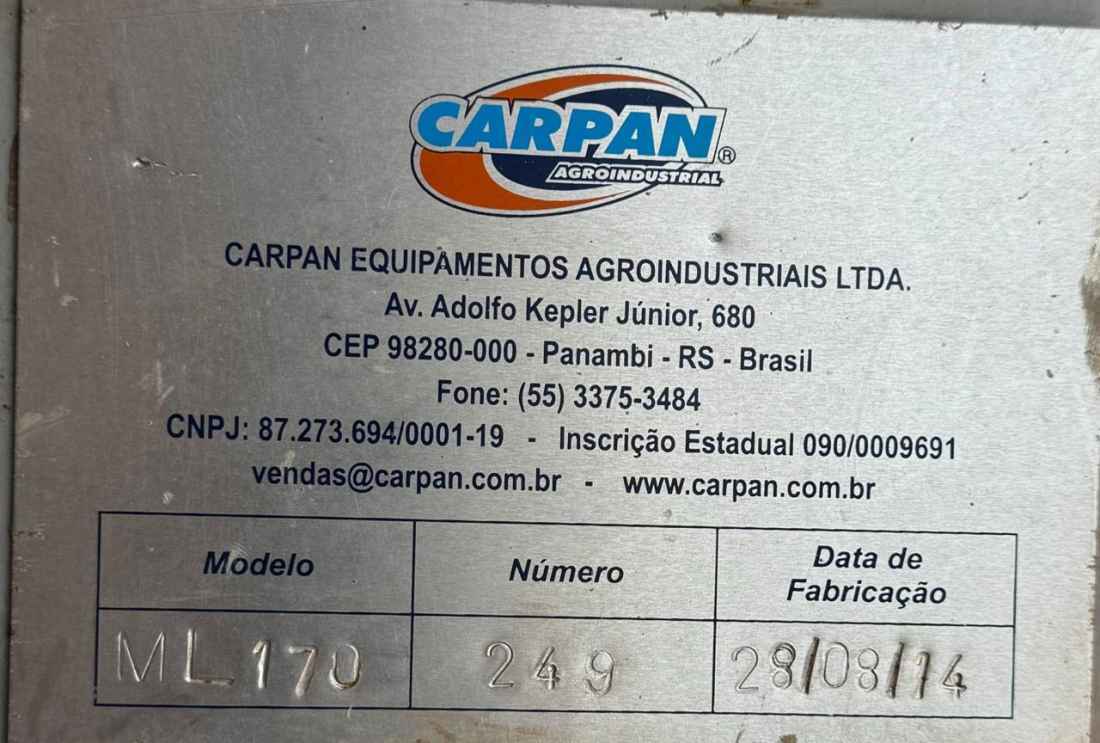 CARPAN®
AGROINDUSTRIAL
CARPAN EQUIPAMENTOS AGROINDUSTRIAIS LTDA.
Av. Adolfo Kepler Júnior, 680
CEP 98280-000 - Panambi - RS - Brasil
Fone: (55) 3375-3484
CNPJ: 87.273.694/0001-19 - Inscrição Estadual 090/0009691
vendas@carpan.com.br - www.carpan.com.br
Modelo Número Data de Fabricação
ML170 249 28/08/14